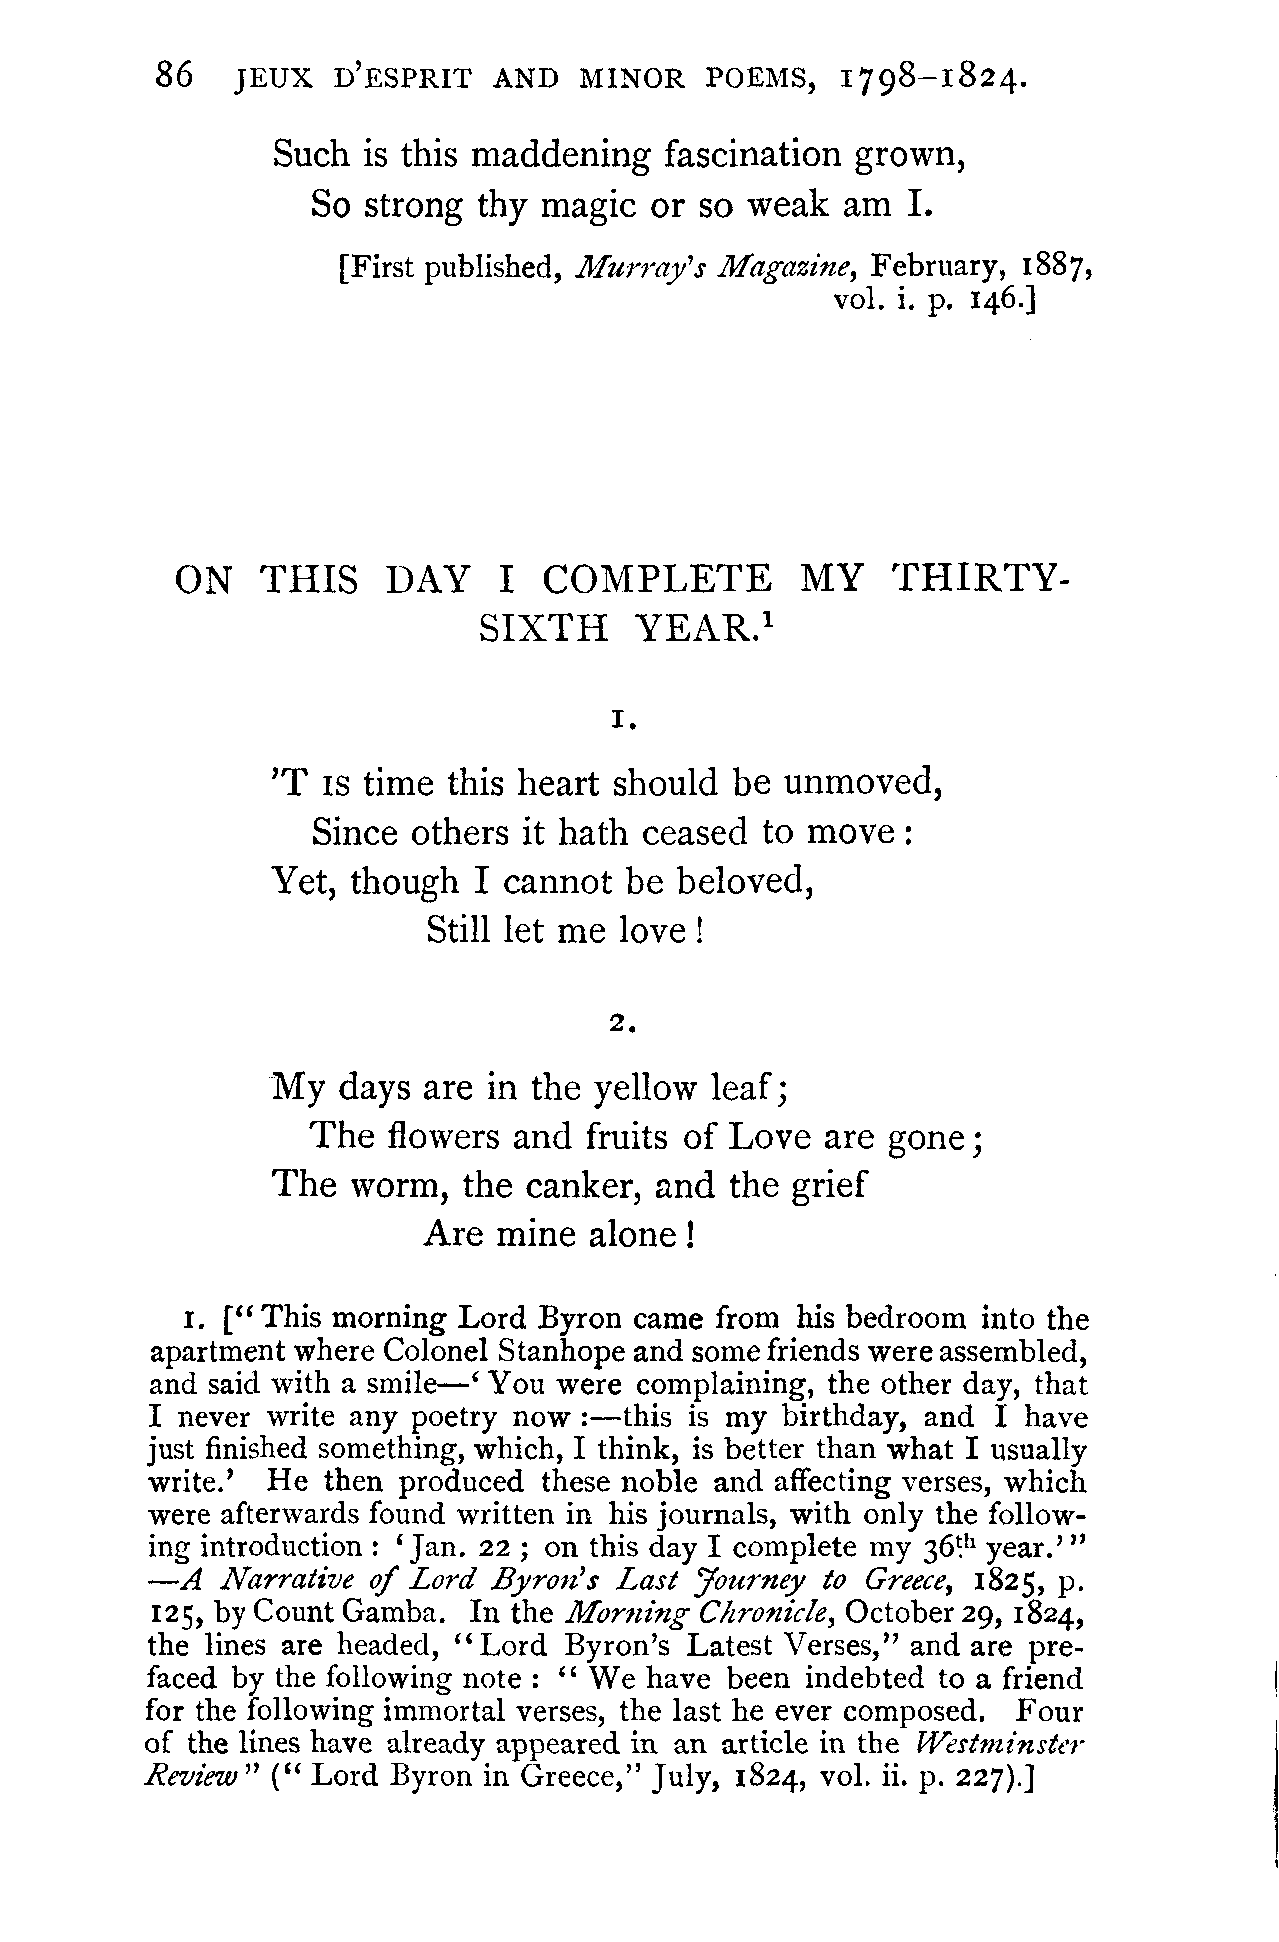 86 JEUX D'ESPRIT AND MINOR POEMS, 1798–1824.
Such is this maddening fascination grown,
So strong thy magic or so weak am I.
[First published, Murray's Magazine, February, 1887,
vol. i. p. 146.]
ON THIS DAY I COMPLETE MY THIRTY-
SIXTH YEAR.¹
1.
'T IS time this heart should be unmoved,
Since others it hath ceased to move :
Yet, though I cannot be beloved,
Still let me love !
2.
My days are in the yellow leaf ;
The flowers and fruits of Love are gone ;
The worm, the canker, and the grief
Are mine alone !
1. [“ This morning Lord Byron came from his bedroom into the
apartment where Colonel Stanhope and some friends were assembled,
and said with a smile—‘ You were complaining, the other day, that
I never write any poetry now :—this is my birthday, and I have
just finished something, which, I think, is better than what I usually
write.’ He then produced these noble and affecting verses, which
were afterwards found written in his journals, with only the follow-
ing introduction : ‘ Jan. 22 ; on this day I complete my 36th year.’ ”
—A Narrative of Lord Byron's Last Journey to Greece, 1825, p.
125, by Count Gamba. In the Morning Chronicle, October 29, 1824,
the lines are headed, “ Lord Byron's Latest Verses,” and are pre-
faced by the following note : “ We have been indebted to a friend
for the following immortal verses, the last he ever composed. Four
of the lines have already appeared in an article in the Westminster
Review ” (“ Lord Byron in Greece,” July, 1824, vol. ii. p. 227).]